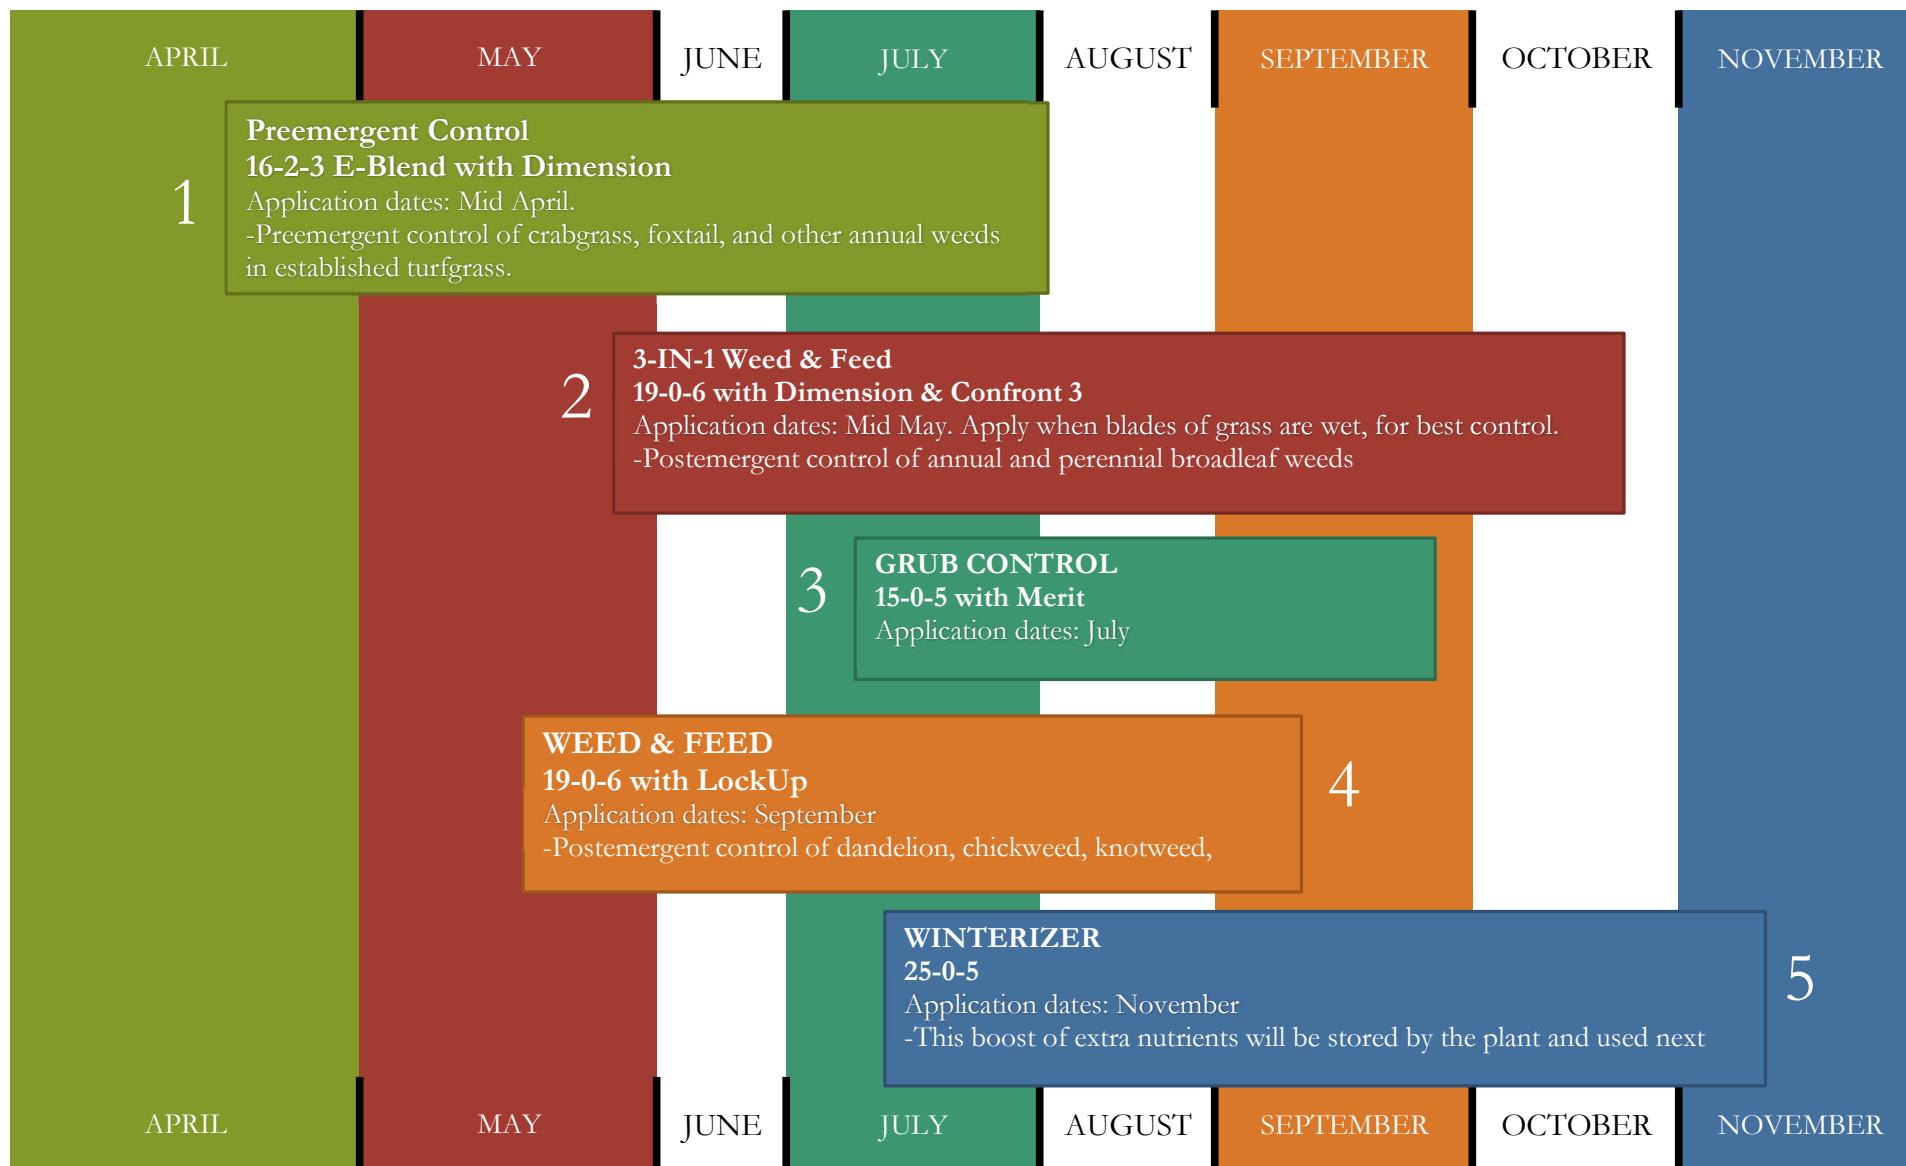 APRIL MAY JUNE JULY AUGUST SEPTEMBER OCTOBER NOVEMBER
1
Preemergent Control
16-2-3 E-Blend with Dimension
Application dates: Mid April.
-Preemergent control of crabgrass, foxtail, and other annual weeds
in established turfgrass.
2
3-IN-1 Weed & Feed
19-0-6 with Dimension & Confront 3
Application dates: Mid May. Apply when blades of grass are wet, for best control.
-Postemergent control of annual and perennial broadleaf weeds
3
GRUB CONTROL
15-0-5 with Merit
Application dates: July
WEED & FEED
19-0-6 with LockUp
Application dates: September
-Postemergent control of dandelion, chickweed, knotweed,
4
WINTERIZER
25-0-5
Application dates: November
-This boost of extra nutrients will be stored by the plant and used next
5
APRIL MAY JUNE JULY AUGUST SEPTEMBER OCTOBER NOVEMBER